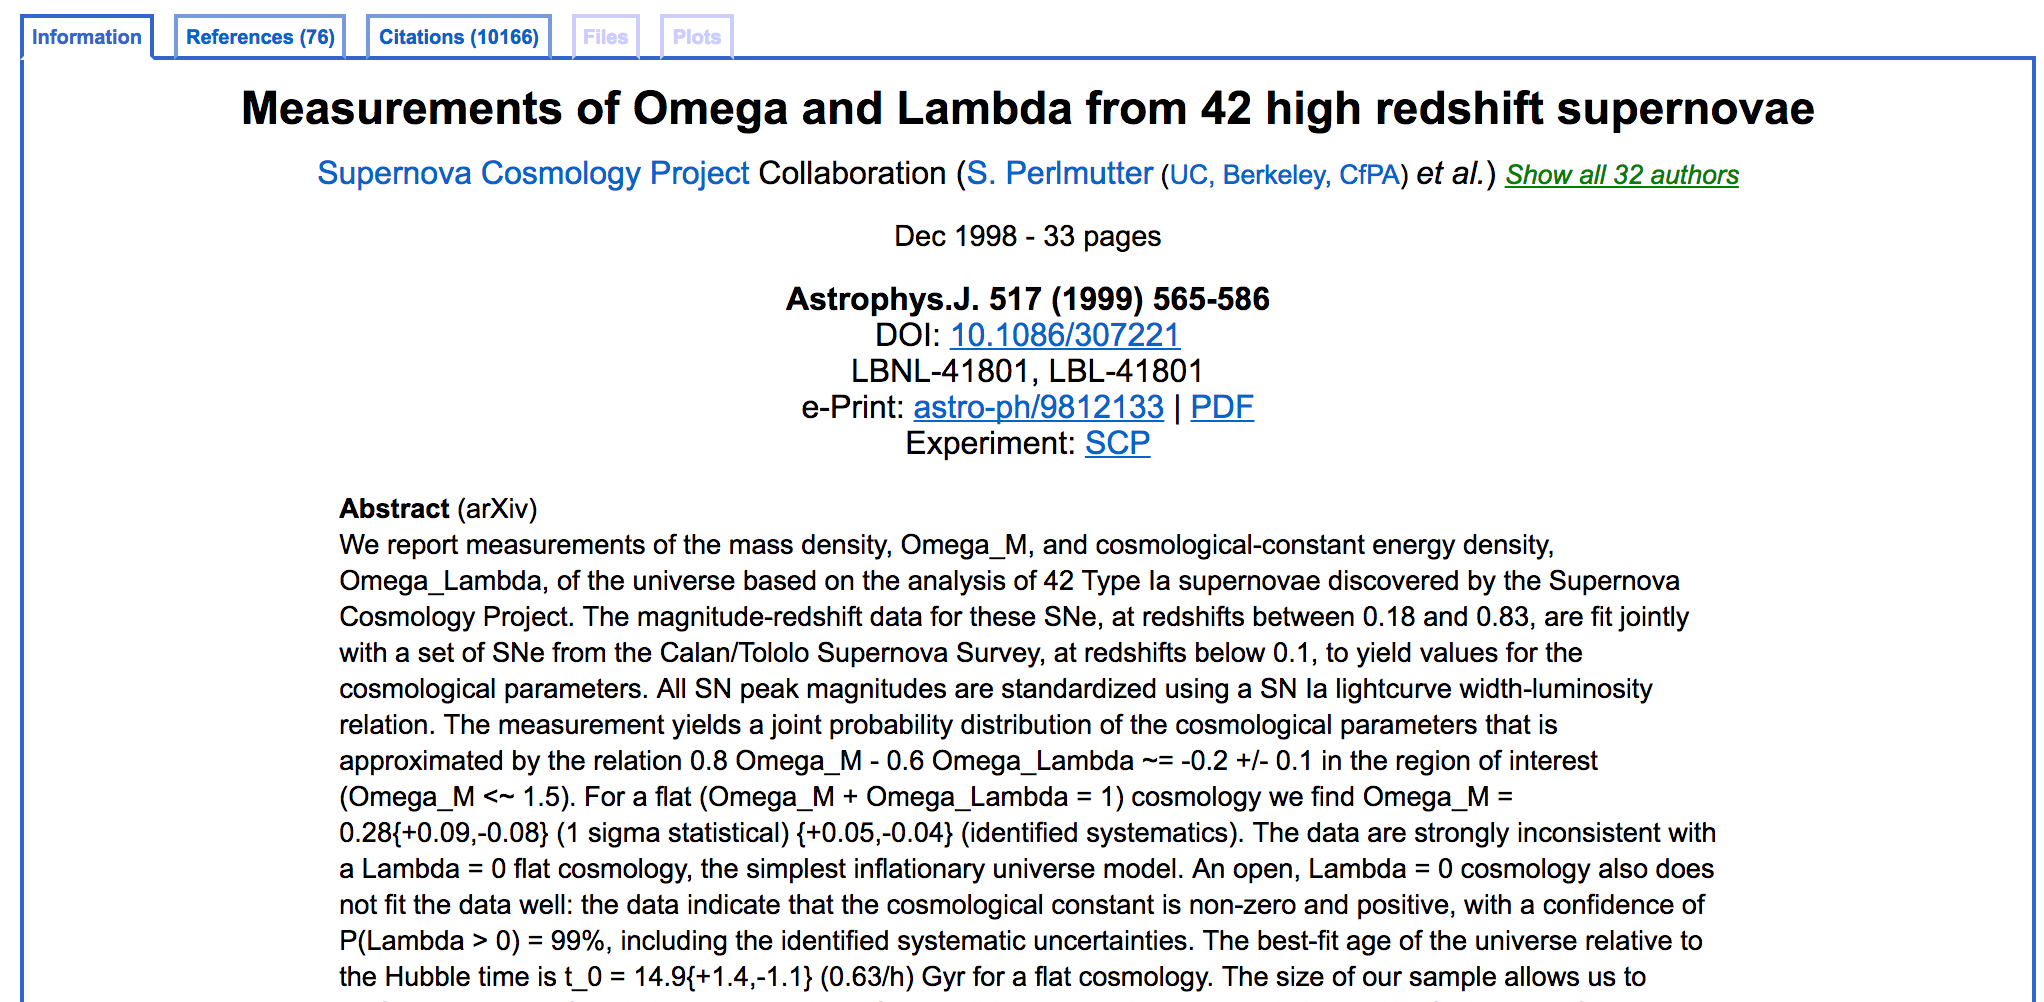 Information References (76) Citations (10166) Files Plots
Measurements of Omega and Lambda from 42 high redshift supernovae
Supernova Cosmology Project Collaboration (S. Perlmutter (UC, Berkeley, CfPA) et al.) Show all 32 authors
Dec 1998 - 33 pages
Astrophys.J. 517 (1999) 565-586
DOI: 10.1086/307221
LBNL-41801, LBL-41801
e-Print: astro-ph/9812133 | PDF
Experiment: SCP
Abstract (arXiv)
We report measurements of the mass density, Omega_M, and cosmological-constant energy density,
Omega_Lambda, of the universe based on the analysis of 42 Type Ia supernovae discovered by the Supernova
Cosmology Project. The magnitude-redshift data for these SNe, at redshifts between 0.18 and 0.83, are fit jointly
with a set of SNe from the Calan/Tololo Supernova Survey, at redshifts below 0.1, to yield values for the
cosmological parameters. All SN peak magnitudes are standardized using a SN Ia lightcurve width-luminosity
relation. The measurement yields a joint probability distribution of the cosmological parameters that is
approximated by the relation 0.8 Omega_M - 0.6 Omega_Lambda ~= -0.2 +/- 0.1 in the region of interest
(Omega_M <~ 1.5). For a flat (Omega_M + Omega_Lambda = 1) cosmology we find Omega_M =
0.28{+0.09,-0.08} (1 sigma statistical) {+0.05,-0.04} (identified systematics). The data are strongly inconsistent with
a Lambda = 0 flat cosmology, the simplest inflationary universe model. An open, Lambda = 0 cosmology also does
not fit the data well: the data indicate that the cosmological constant is non-zero and positive, with a confidence of
P(Lambda > 0) = 99%, including the identified systematic uncertainties. The best-fit age of the universe relative to
the Hubble time is t_0 = 14.9{+1.4,-1.1} (0.63/h) Gyr for a flat cosmology. The size of our sample allows us to